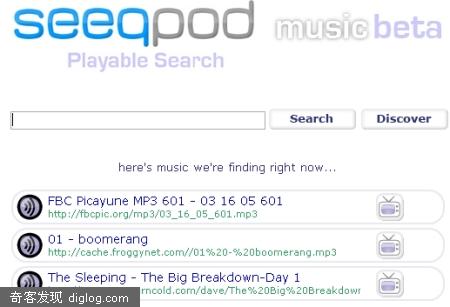 seeqpod music beta
Playable Search
Search Discover
here's music we're finding right now...
FBC Picayune MP3 601 - 03 16 05 601
http://fbcpic.org/mp3/03_16_05_601.mp3
01 - boomerang
http://cache.froggynet.com//01%20-%20boomerang.mp3
The Sleeping - The Big Breakdown-Day 1
rncold.com/dave/The%20Big%20Breakdown
奇客发现 diglog.com